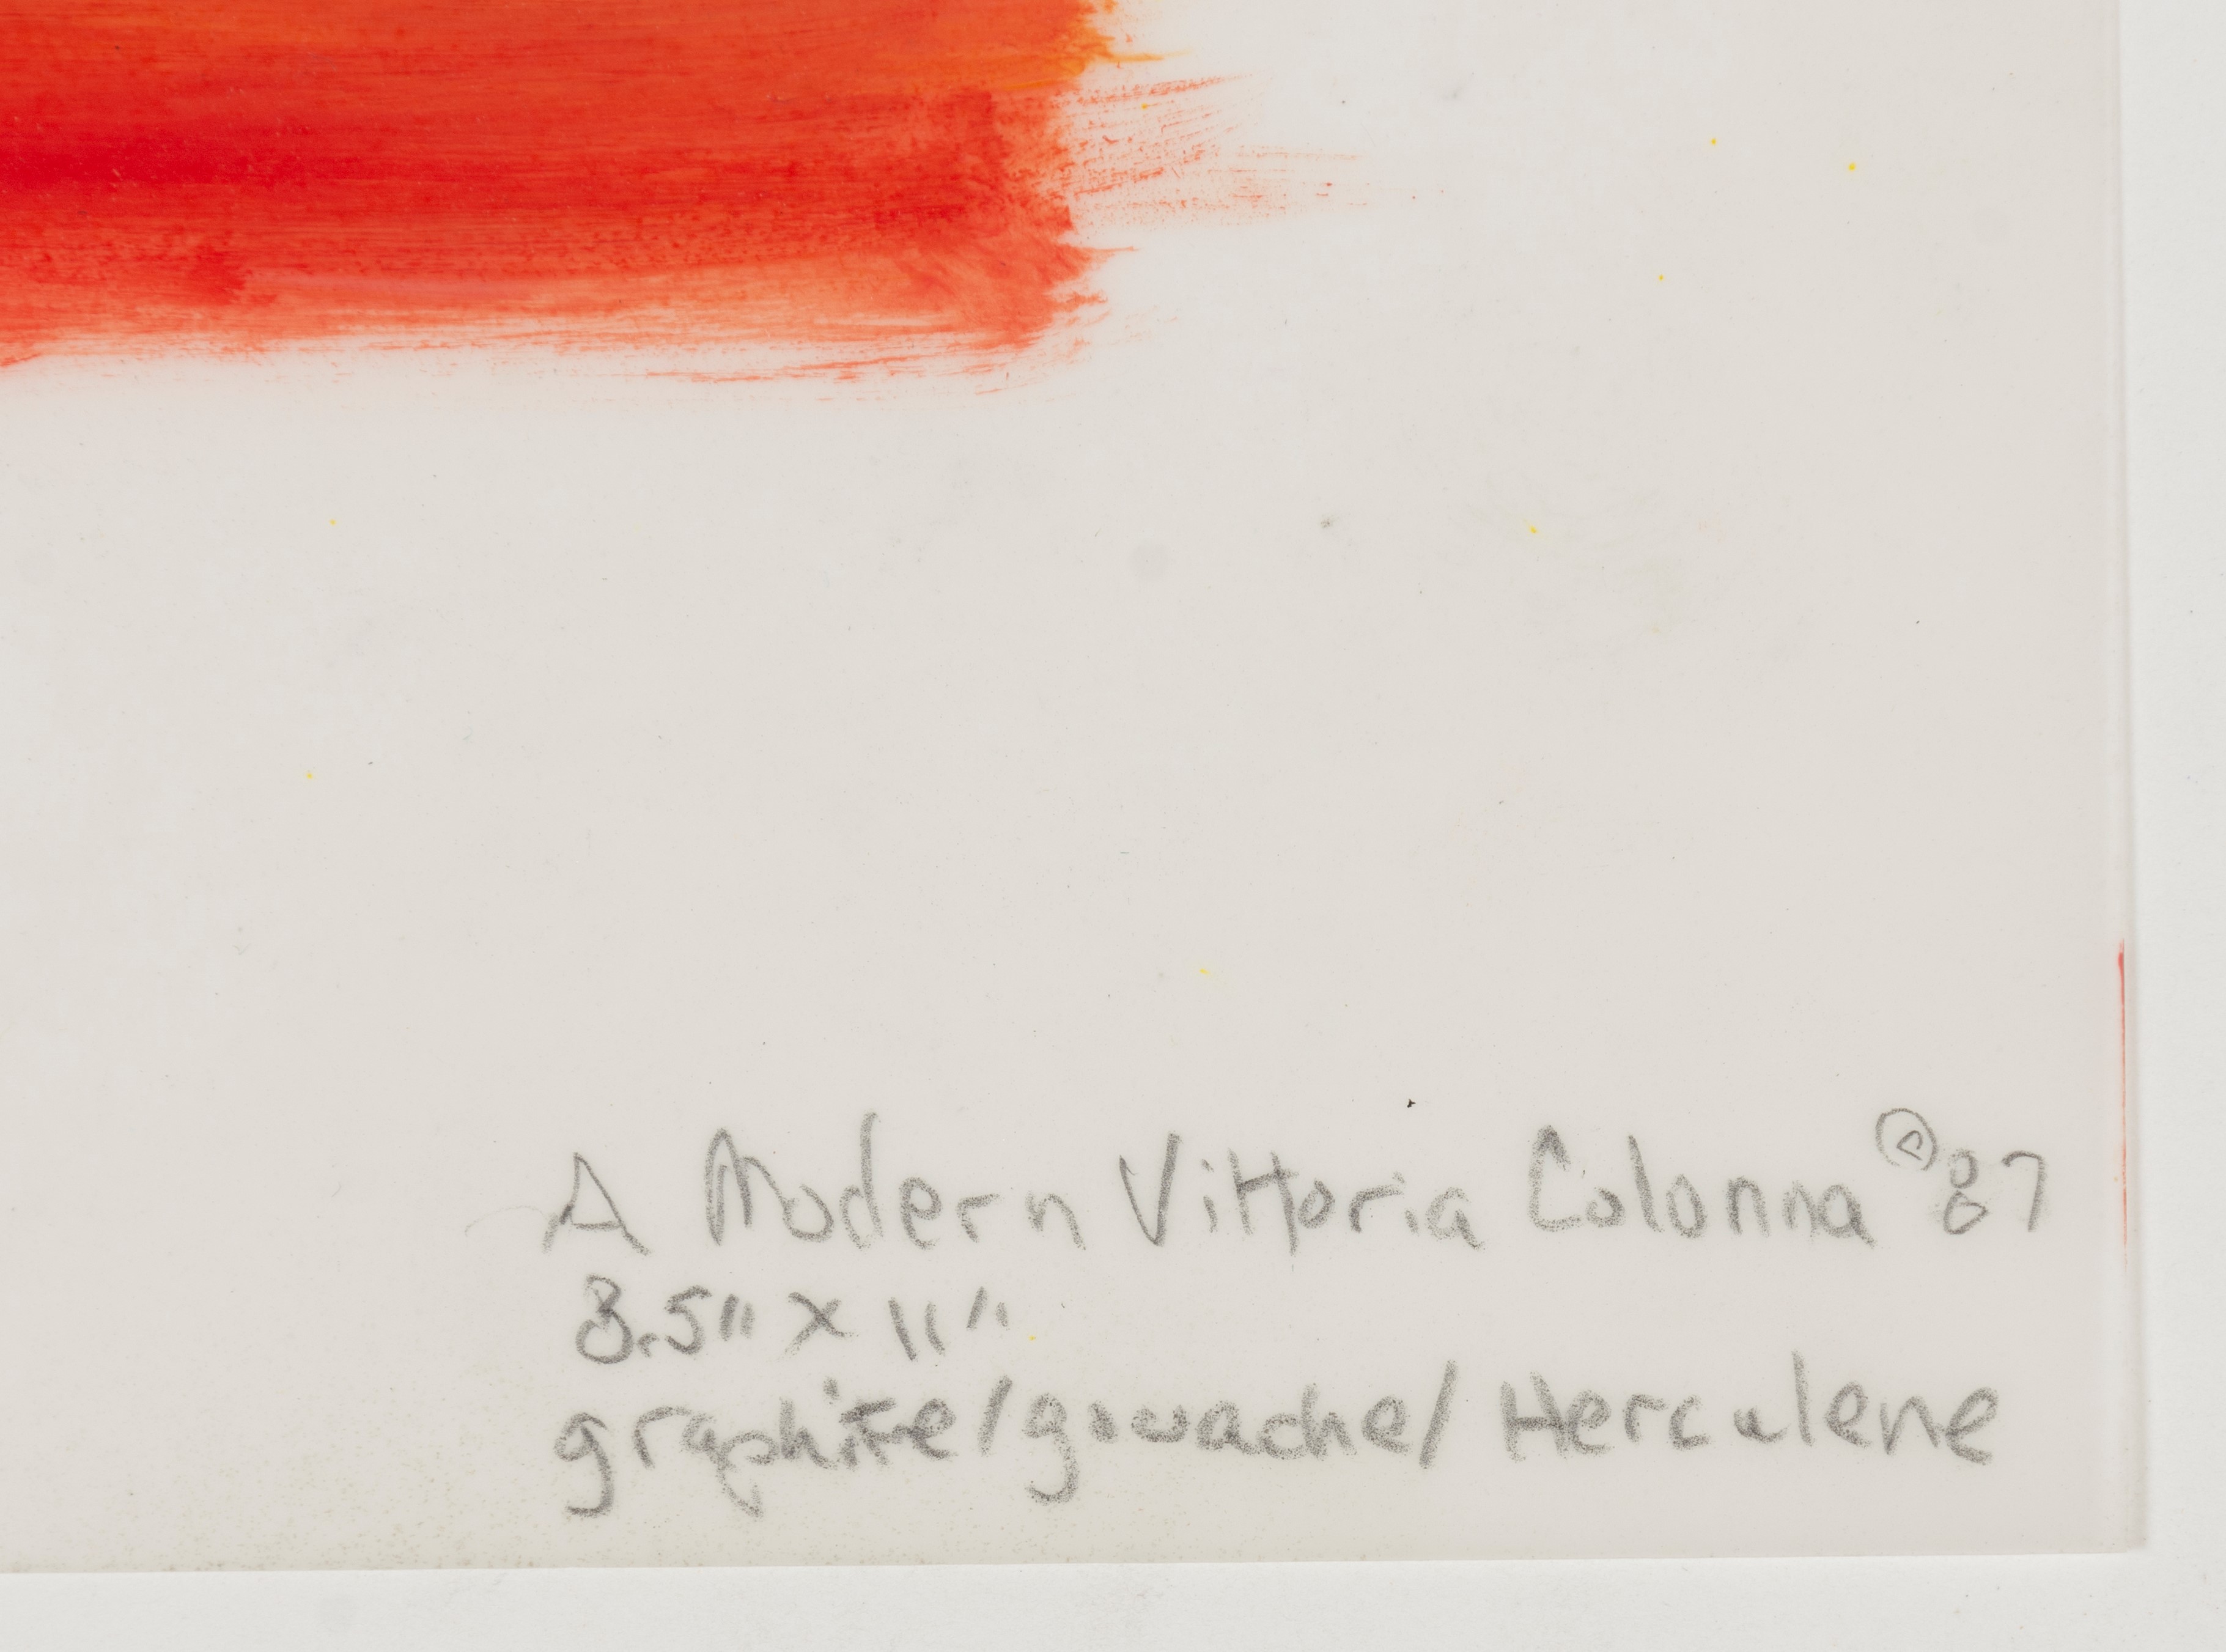 A Modern Vittoria Colonna 87
8.5" x 11"
graphite/gouache/Herculene